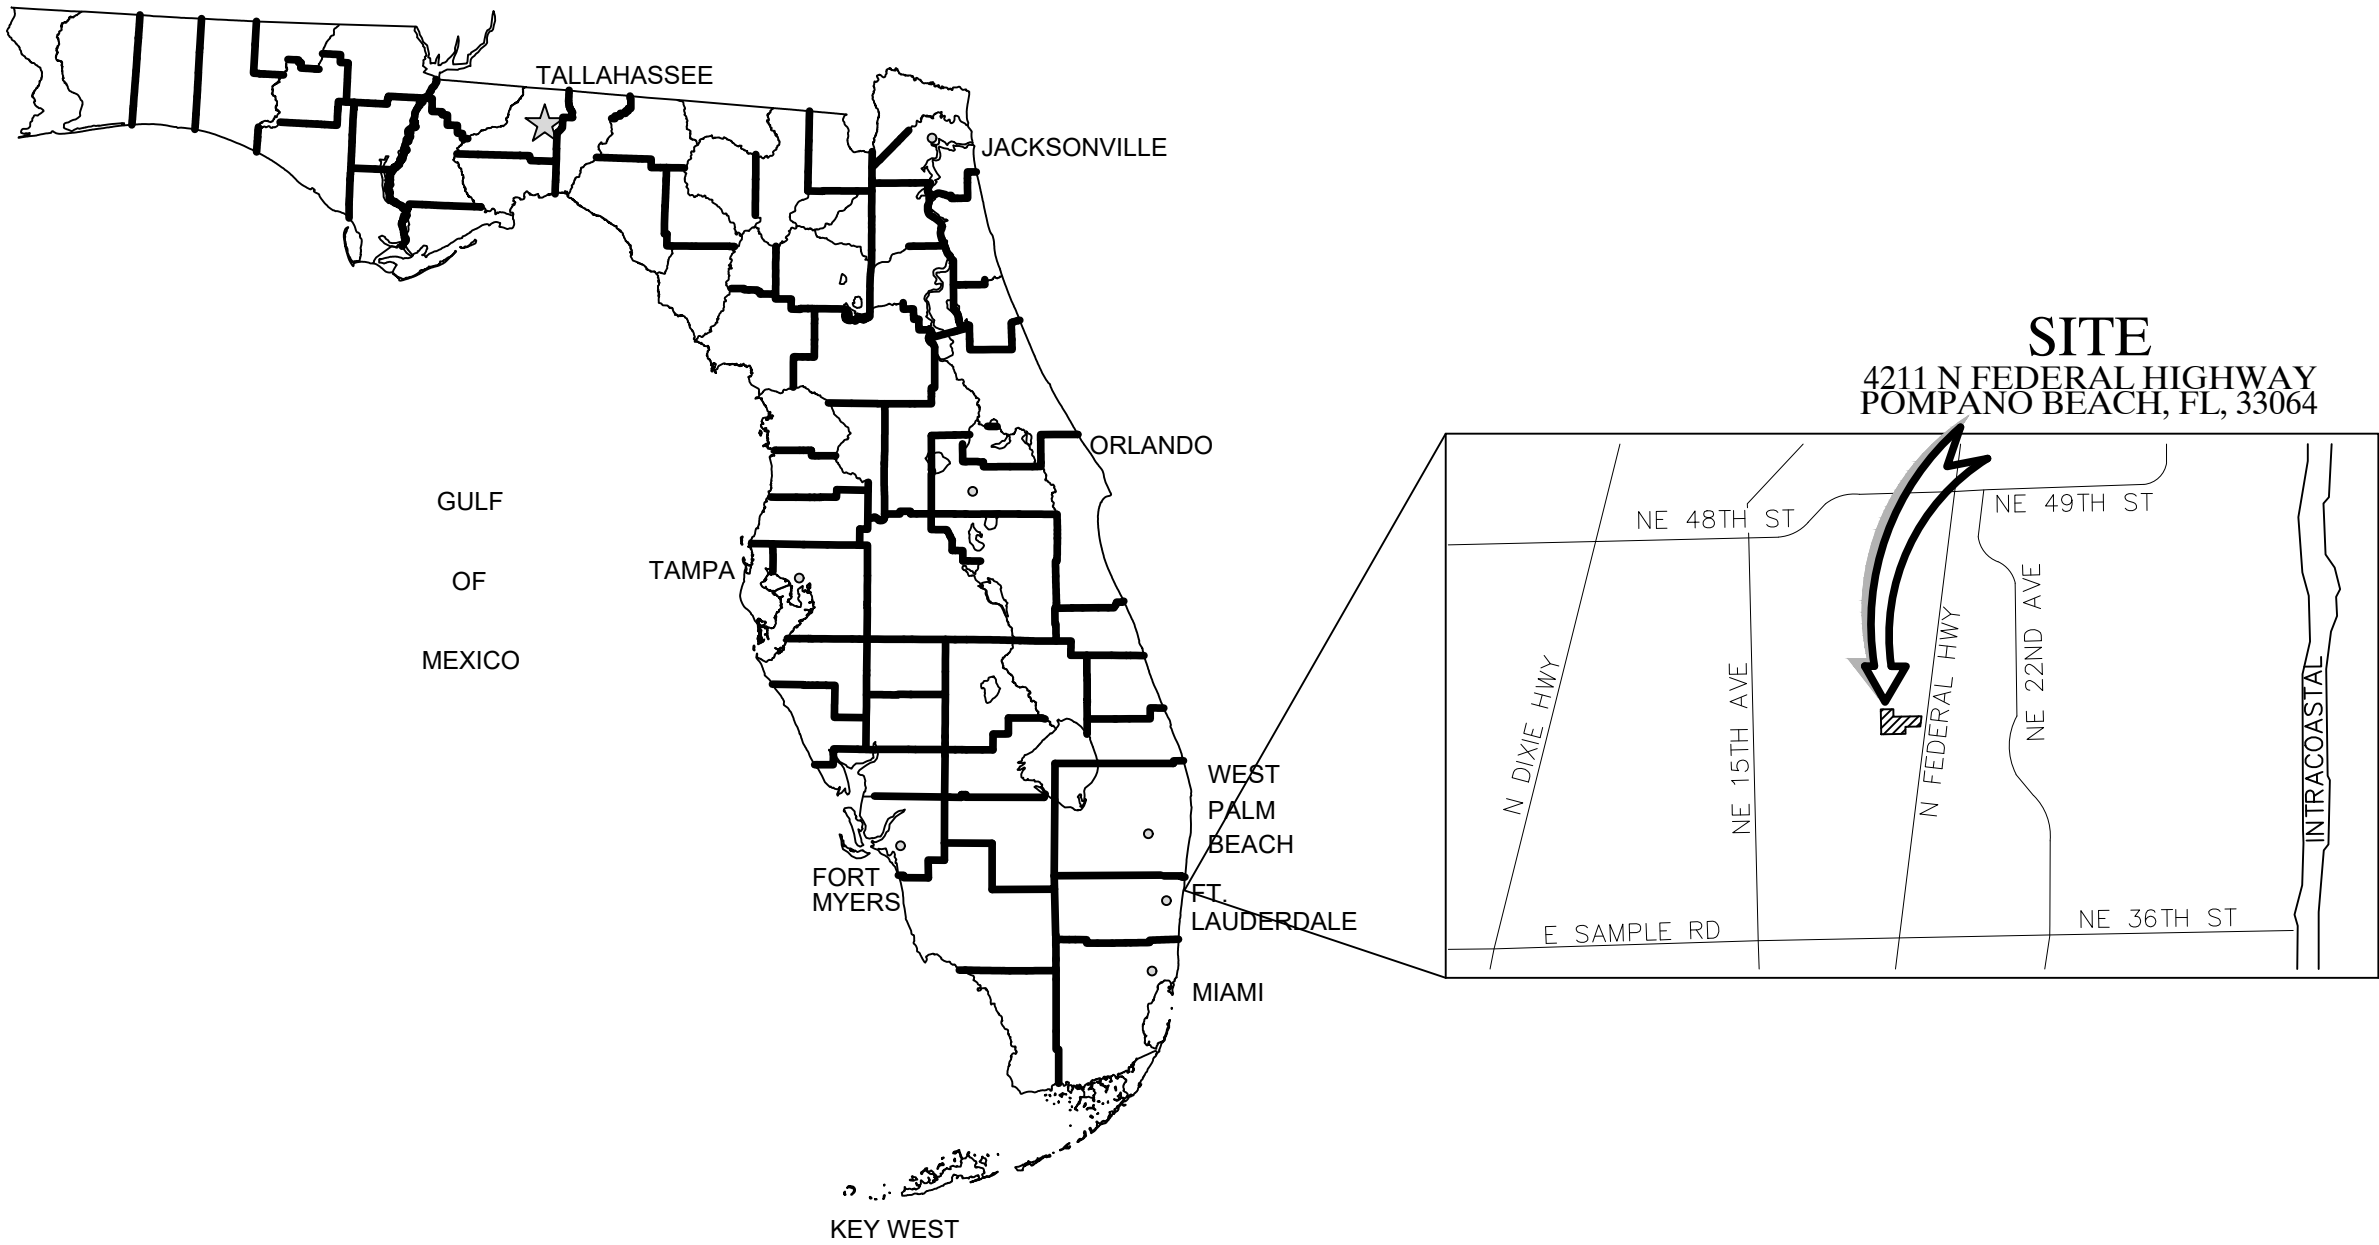 TALLAHASSEE
JACKSONVILLE
SITE
4211 N FEDERAL HIGHWAY
POMPANO BEACH, FL, 33064
ORLANDO
GULF
OF
MEXICO
TAMPA
NE 48TH ST
NE 49TH ST
N DIXIE HWY
NE 15TH AVE
N FEDERAL HWY
NE 22ND AVE
INTRACOASTAL
WEST
PALM
BEACH
FORT
MYERS
FT.
LAUDERDALE
E SAMPLE RD
NE 36TH ST
MIAMI
KEY WEST